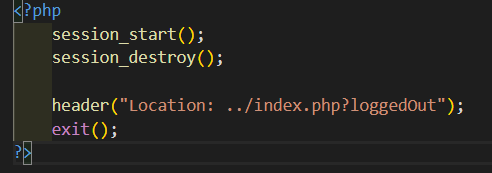 <?php
session_start();
session_destroy();
header("Location: ../index.php?loggedOut");
exit();
?>